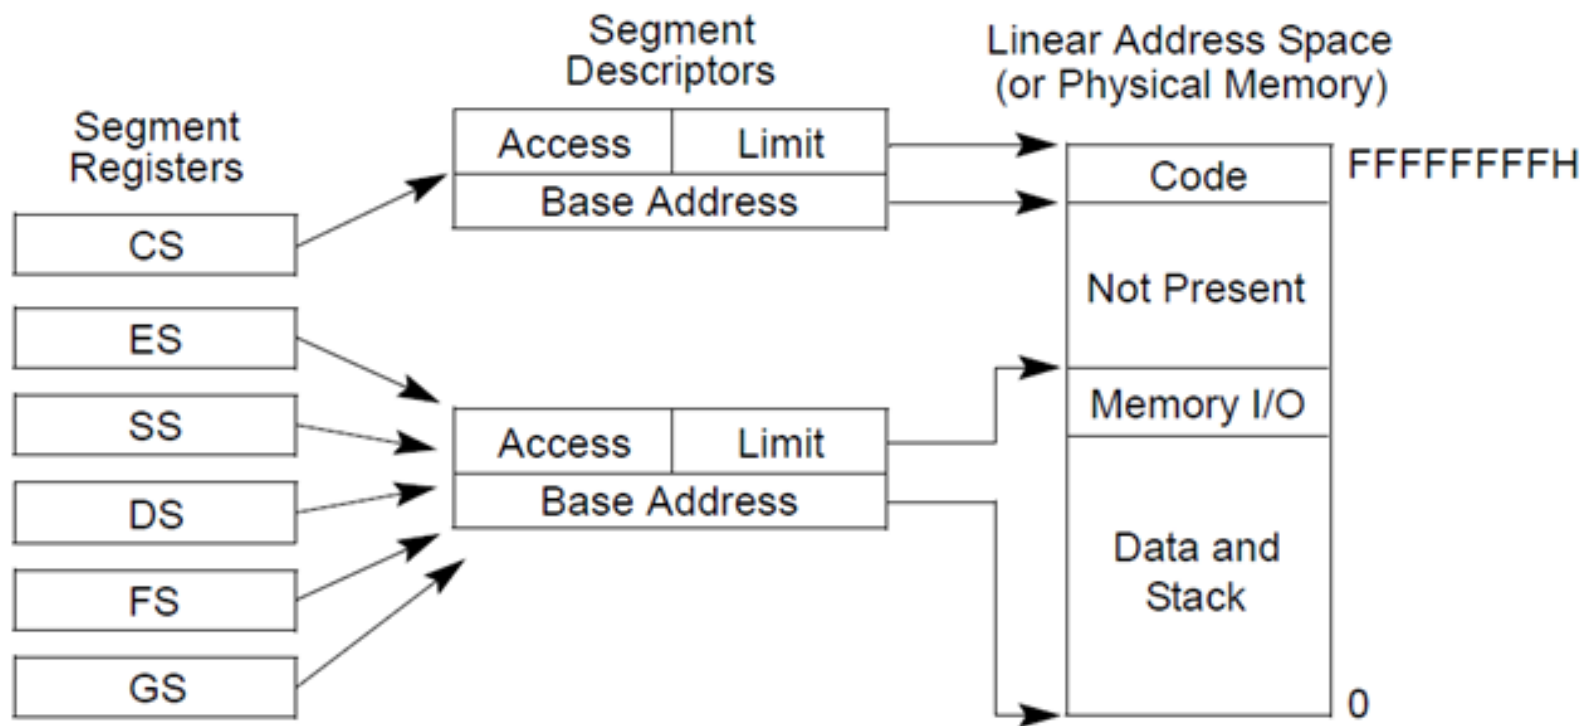 Segment
Registers
CS
ES
SS
DS
FS
GS
Segment
Descriptors
Access Limit
Base Address
Access Limit
Base Address
Linear Address Space
(or Physical Memory)
Code
FFFFFFFFH
Not Present
Memory I/O
Data and
Stack
0